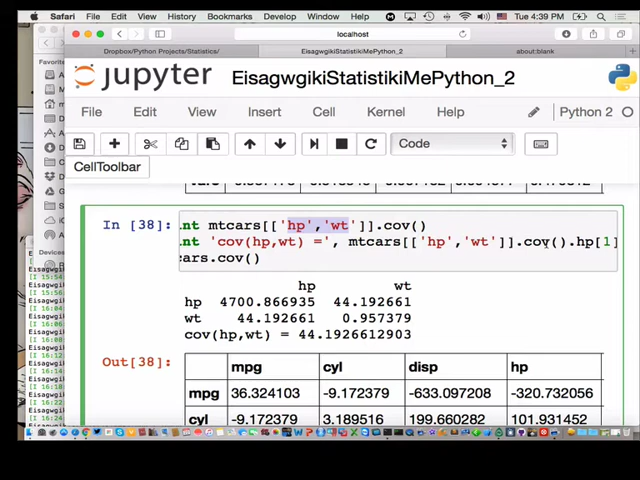 Safari File Edit View History Bookmarks Develop Window Help Tue 4:39 PM
localhost
Dropbox/Python Projects/Statistics/ EisagwgikiStatistikiMePython_2 about:blank
Favorites
jupyter EisagwgikiStatistikiMePython_2
File Edit View Insert Cell Kernel Help Python 2
Code
CellToolbar
In [38]: int mtcars[['hp','wt']].cov()
int 'cov(hp,wt) =', mtcars[['hp','wt']].cov().hp[1]
cars.cov()
hp wt
hp 4700.866935 44.192661
wt 44.192661 0.957379
cov(hp,wt) = 44.1926612903
Out[38]: mpg cyl disp hp
mpg 36.324103 -9.172379 -633.097208 -320.732056
cyl -9.172379 3.189516 199.660282 101.931452